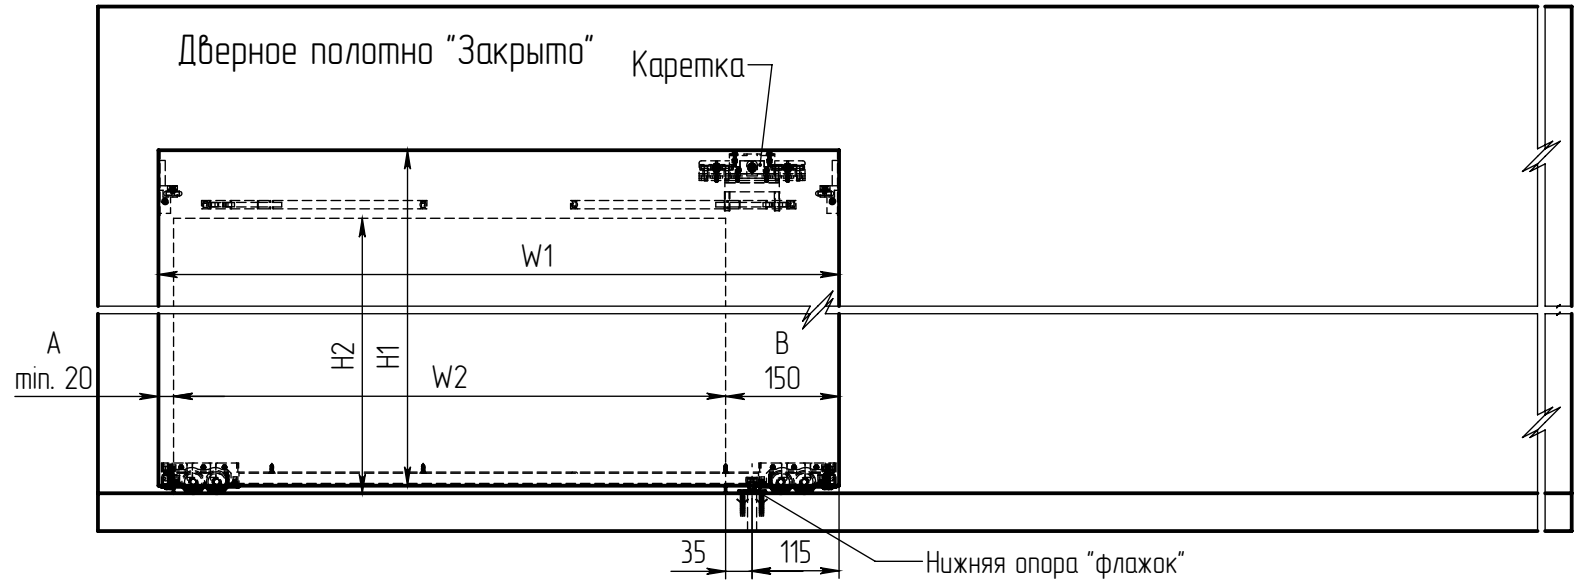 Дверное полотно "Закрыто"
Каретка
W1
A
min. 20
H2
H1
W2
B
150
35
115
Нижняя опора "флажок"